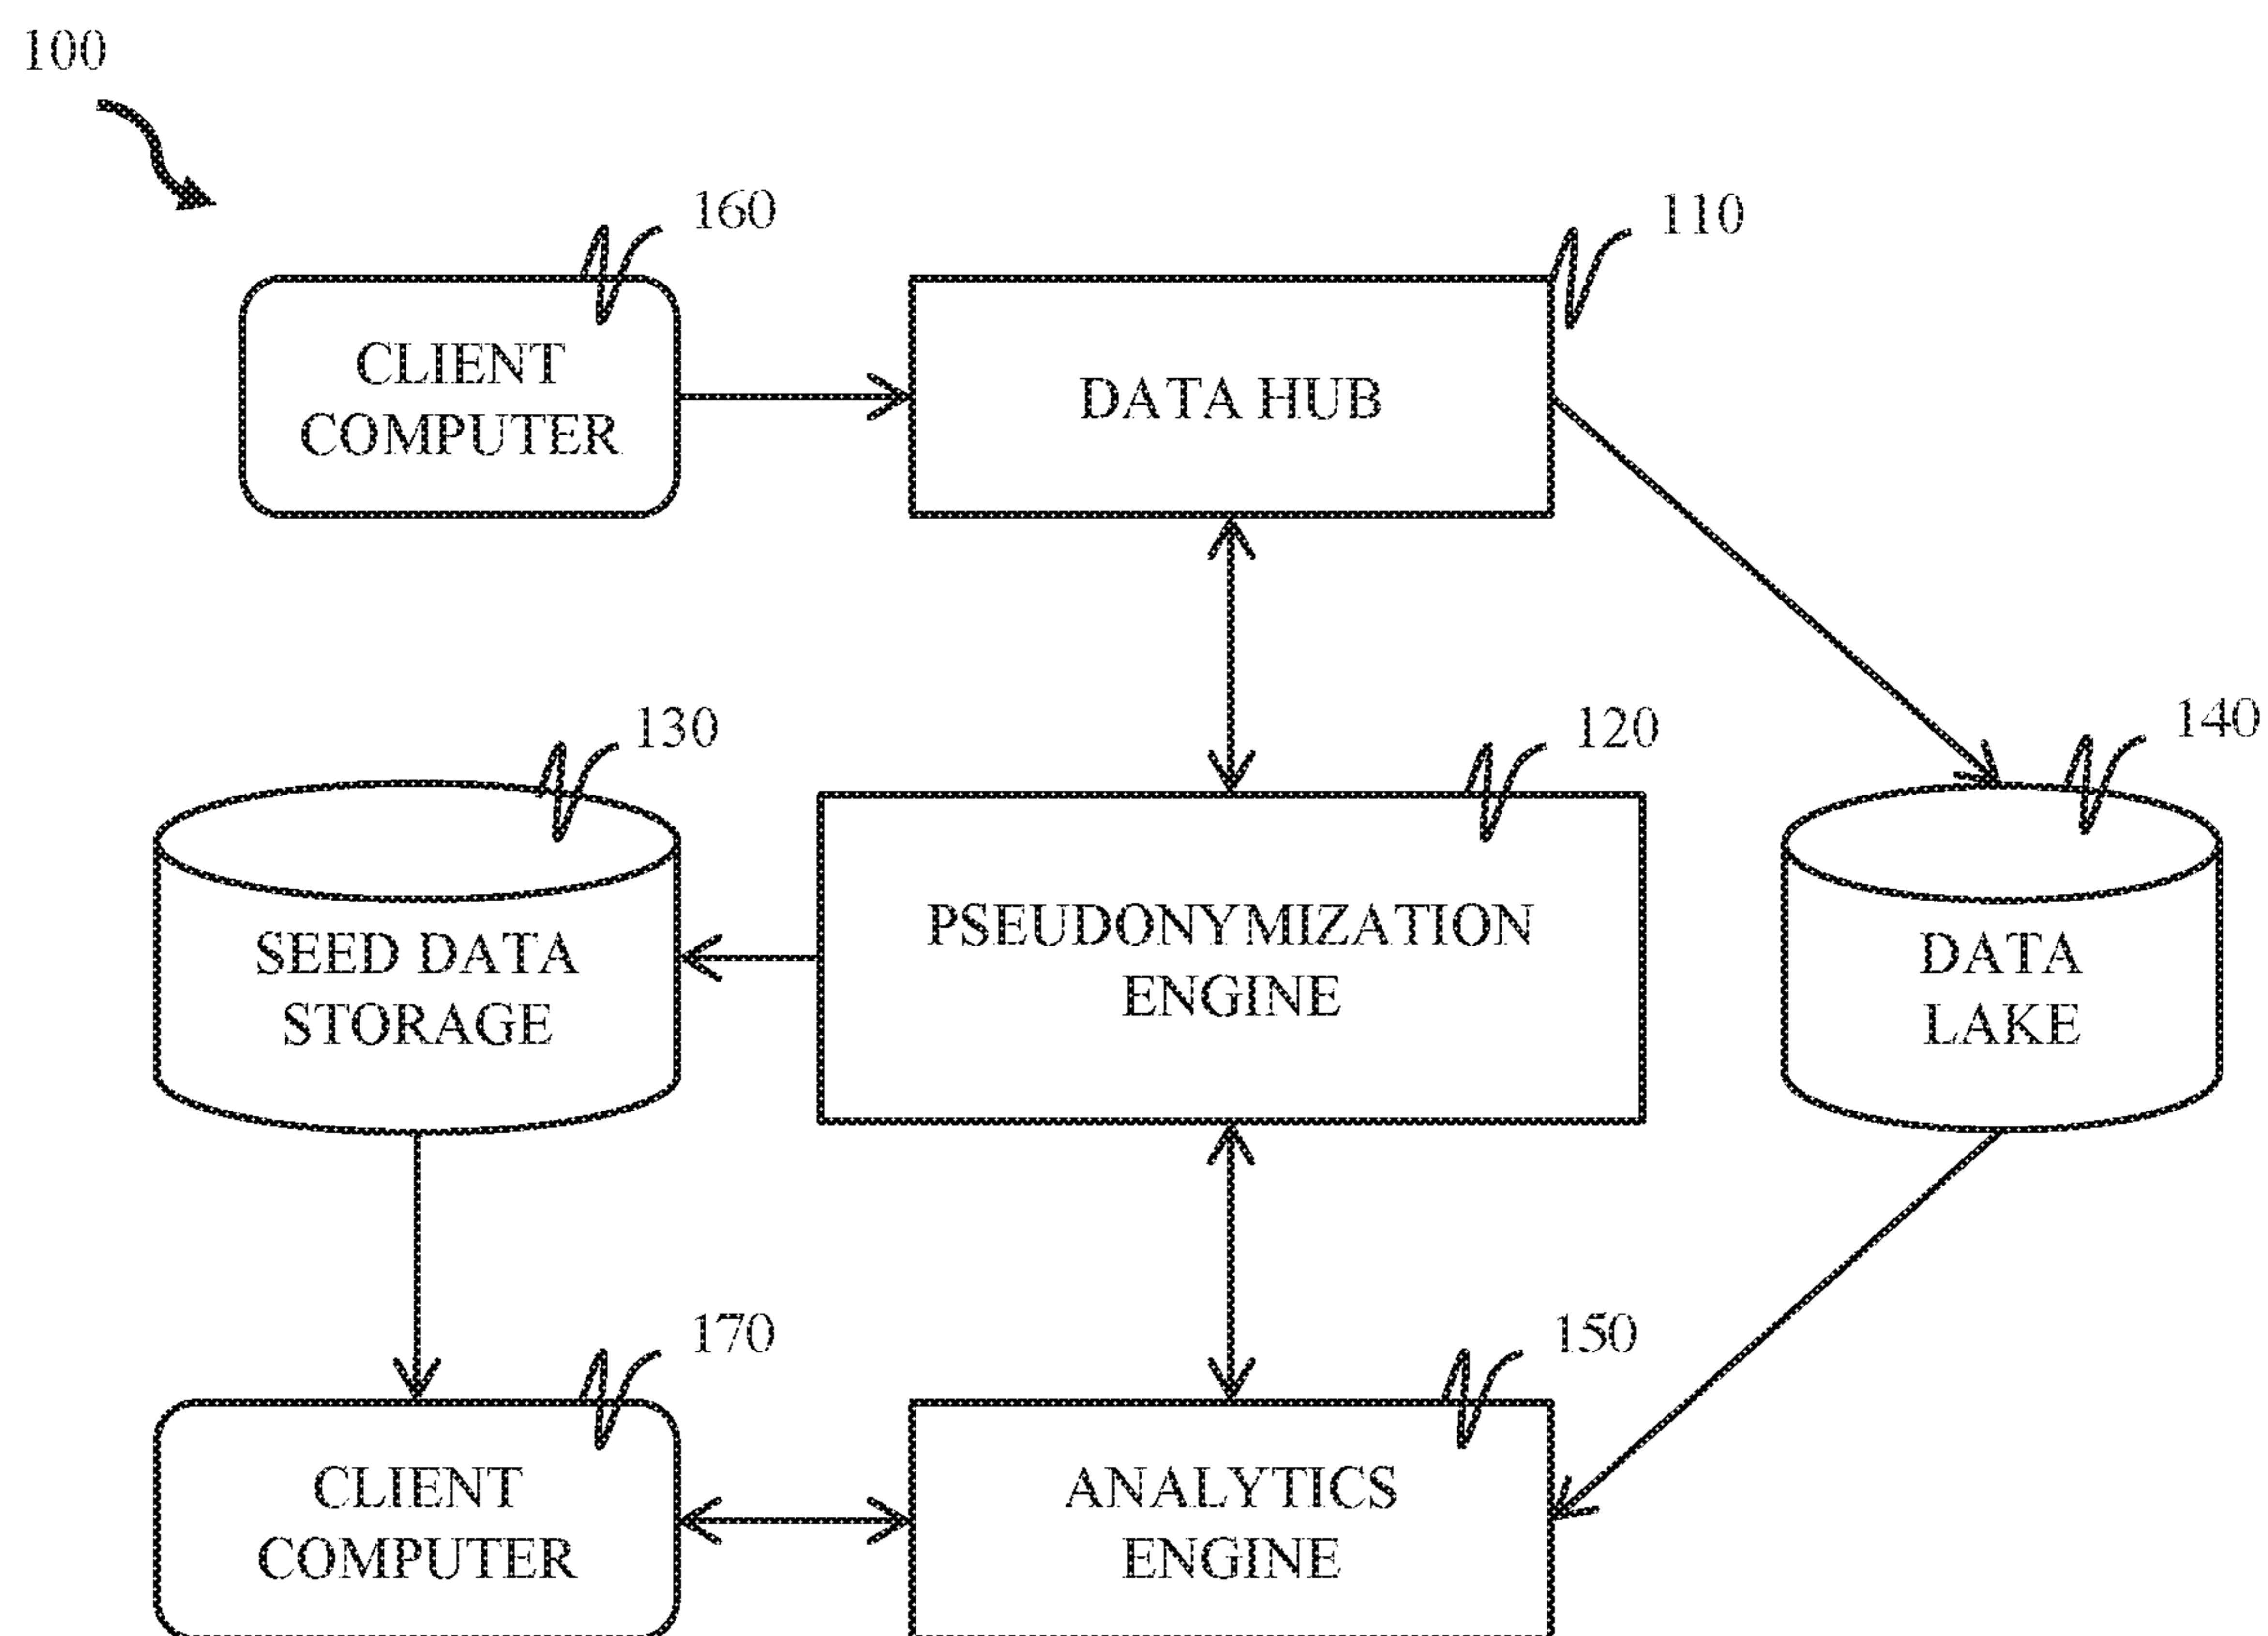 100
160
110
CLIENT
COMPUTER
DATA HUB
130
120
140
SEED DATA
STORAGE
PSEUDONYMIZATION
ENGINE
DATA
LAKE
170
150
CLIENT
COMPUTER
ANALYTICS
ENGINE